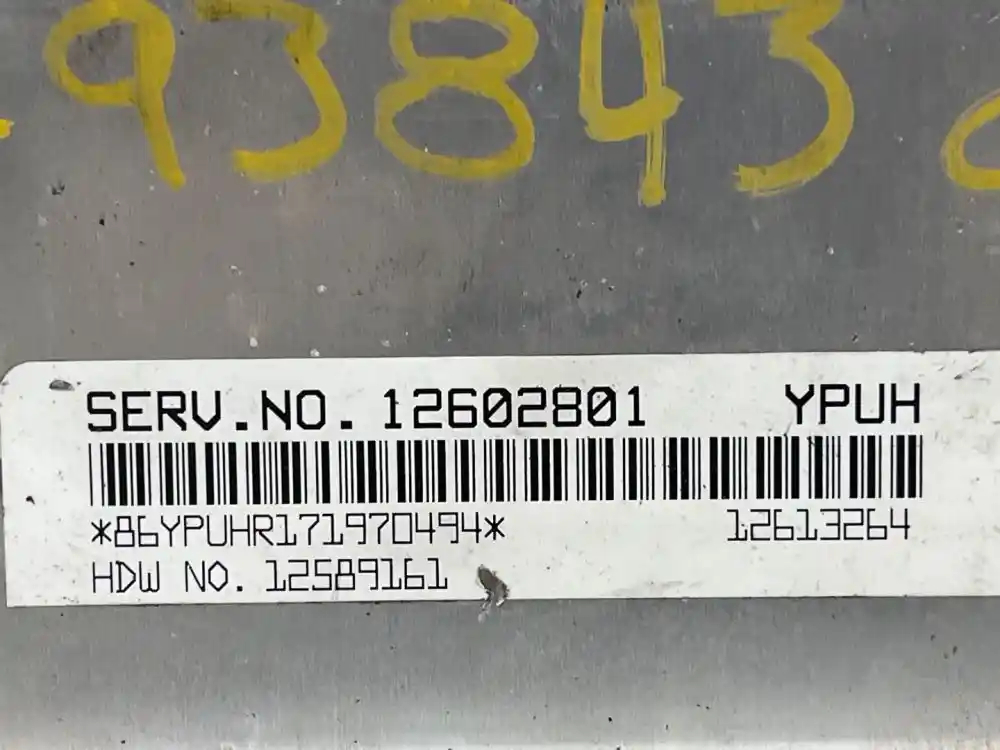 93843
SERV.NO. 12602801 YPUH
*86YPUHR171970494* 12613264
HDW NO. 12589161